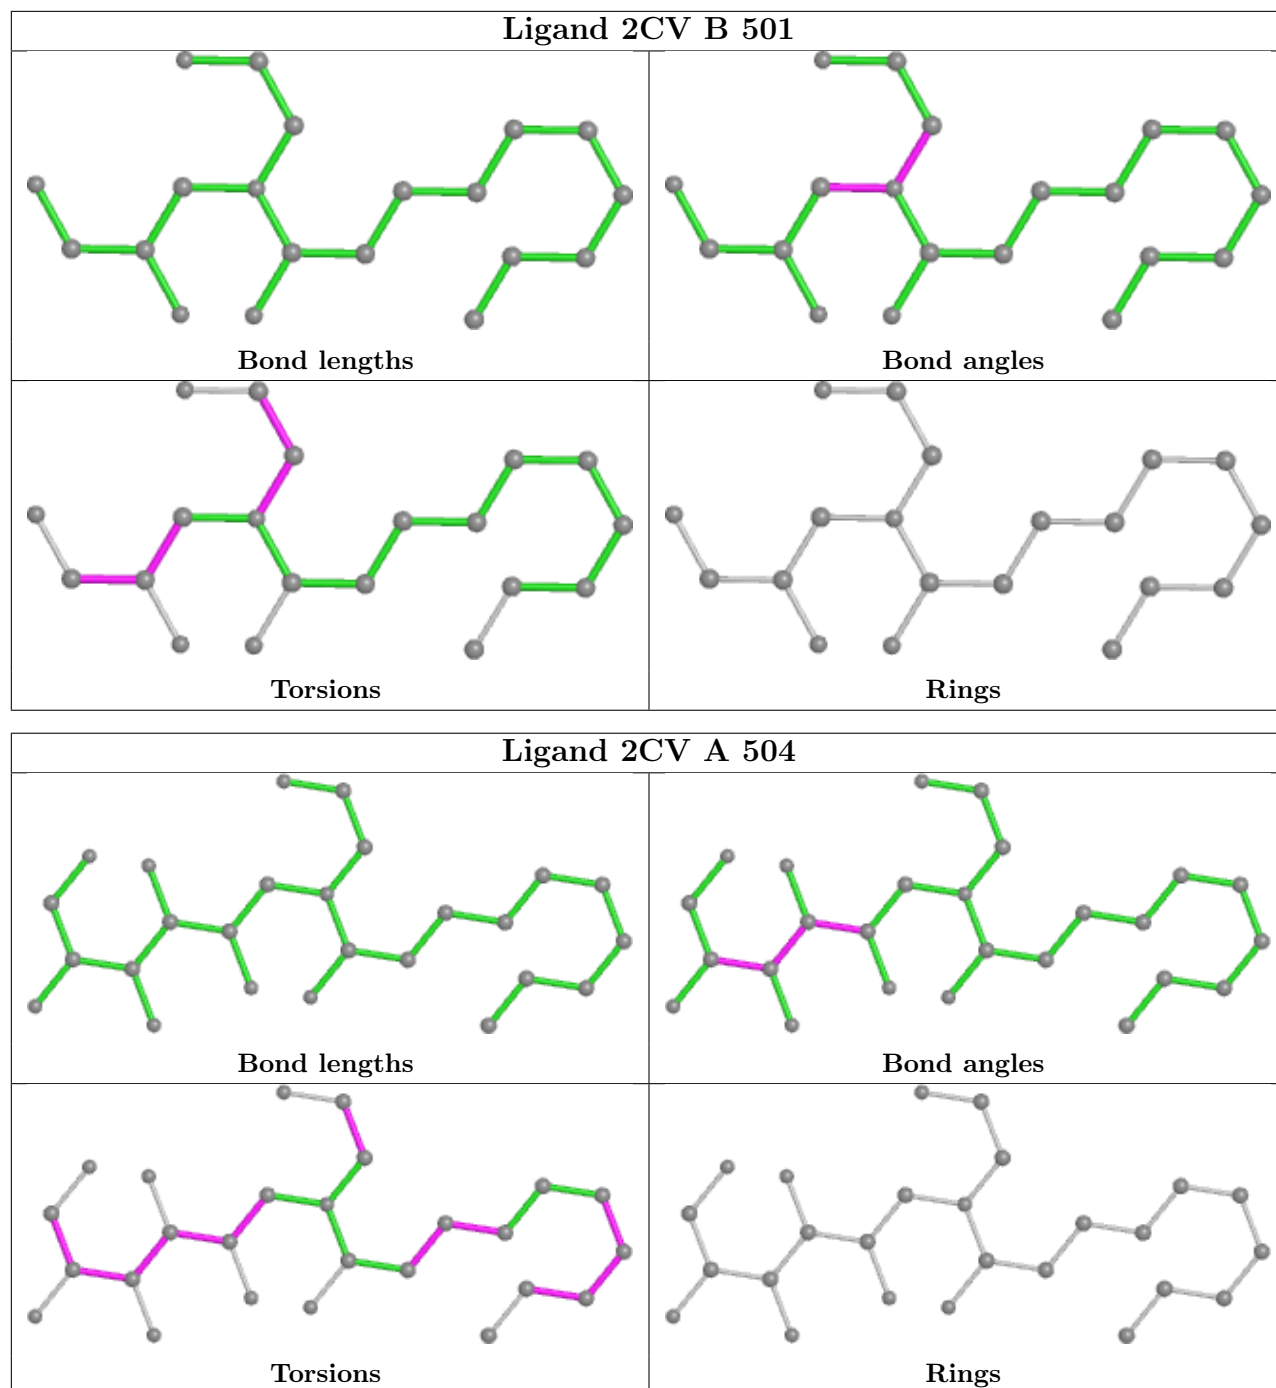 Ligand 2CV B 501
Bond lengths
Bond angles
Torsions
Rings
Ligand 2CV A 504
Bond lengths
Bond angles
Torsions
Rings